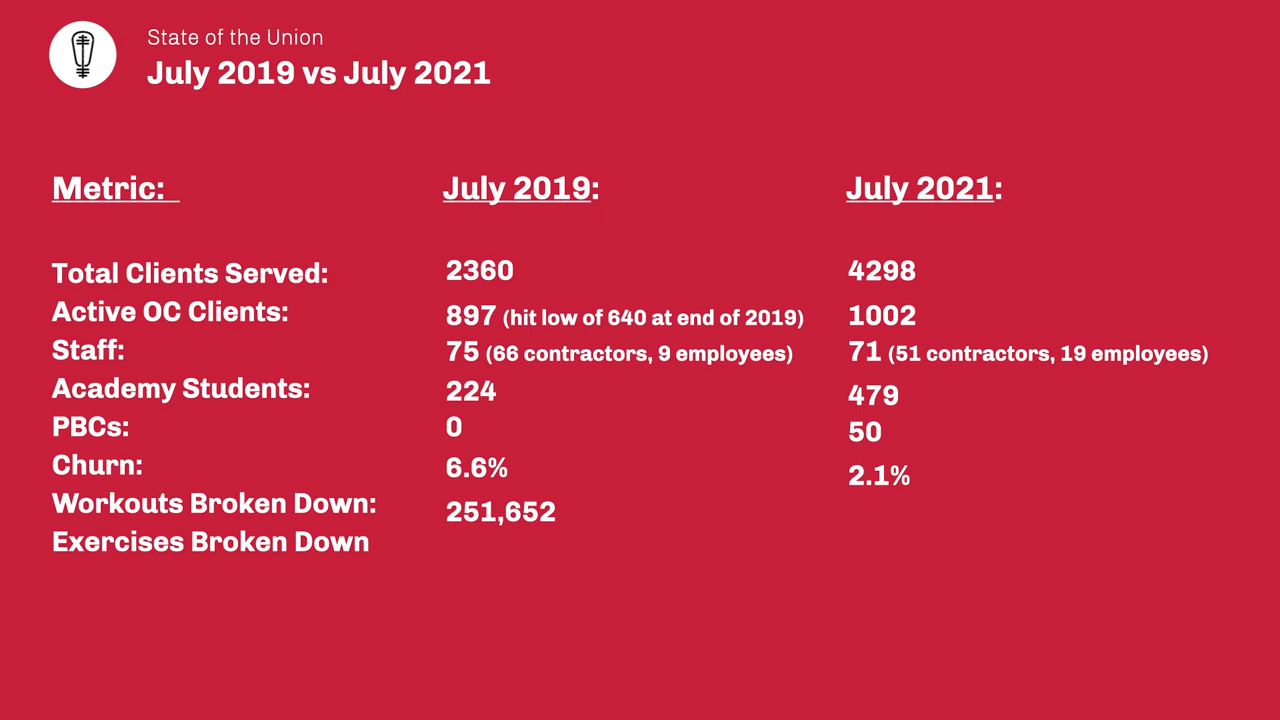 State of the Union
July 2019 vs July 2021
Metric: July 2019: July 2021:
Total Clients Served: 2360 4298
Active OC Clients: 897 (hit low of 640 at end of 2019) 1002
Staff: 75 (66 contractors, 9 employees) 71 (51 contractors, 19 employees)
Academy Students: 224 479
PBCs: 0 50
Churn: 6.6% 2.1%
Workouts Broken Down: 251,652
Exercises Broken Down